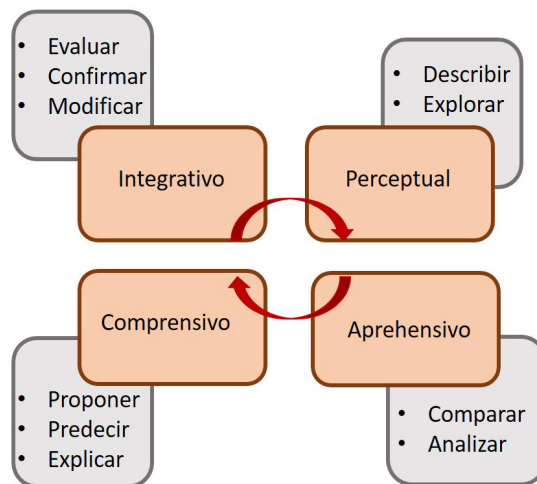 • Evaluar
• Confirmar
• Modificar
Integrativo
• Describir
• Explorar
Perceptual
Comprensivo
• Proponer
• Predecir
• Explicar
Aprehensivo
• Comparar
• Analizar